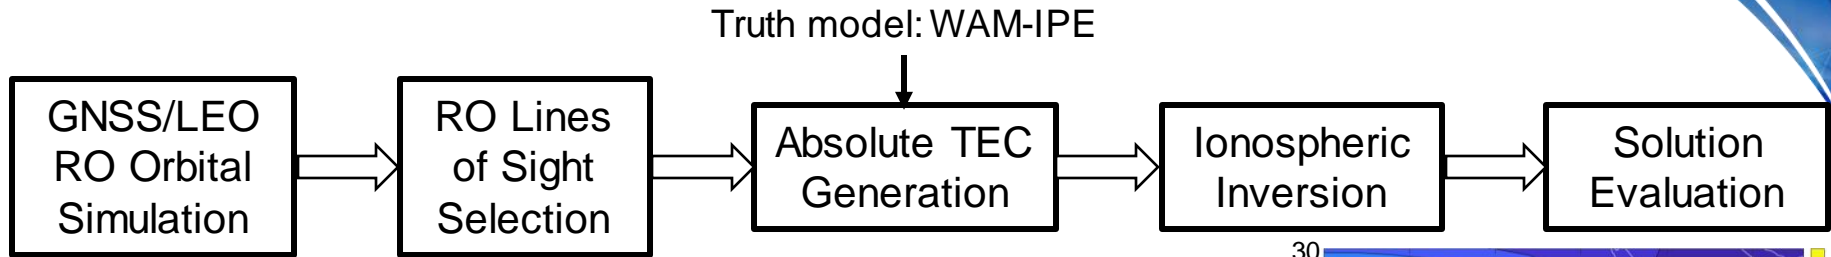 Truth model: WAM-IPE
GNSS/LEO
RO Orbital
Simulation
RO Lines
of Sight
Selection
Absolute TEC
Generation
Ionospheric
Inversion
Solution
Evaluation
30